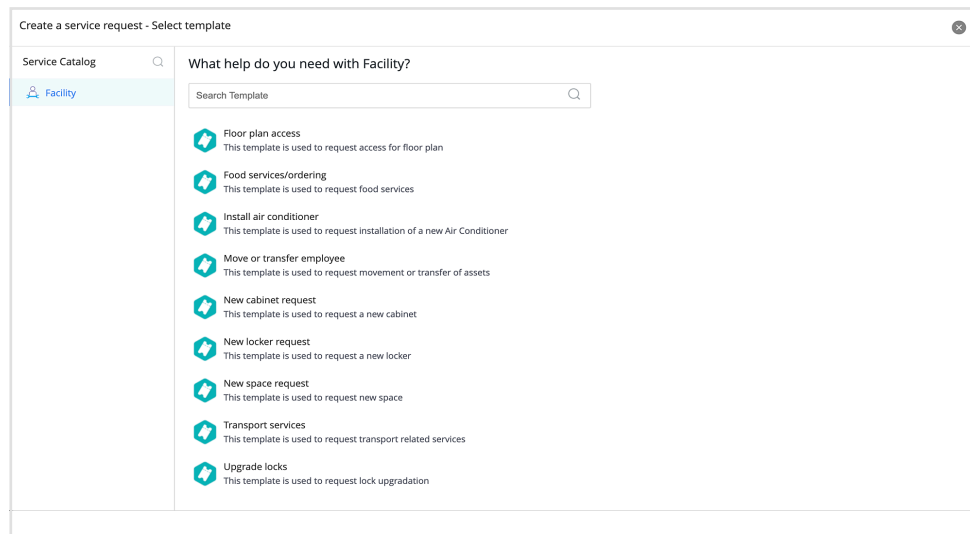 Create a service request - Select template
Service Catalog
Facility
What help do you need with Facility?
Search Template
Floor plan access
This template is used to request access for floor plan
Food services/ordering
This template is used to request food services
Install air conditioner
This template is used to request installation of a new Air Conditioner
Move or transfer employee
This template is used to request movement or transfer of assets
New cabinet request
This template is used to request a new cabinet
New locker request
This template is used to request a new locker
New space request
This template is used to request new space
Transport services
This template is used to request transport related services
Upgrade locks
This template is used to request lock upgradation